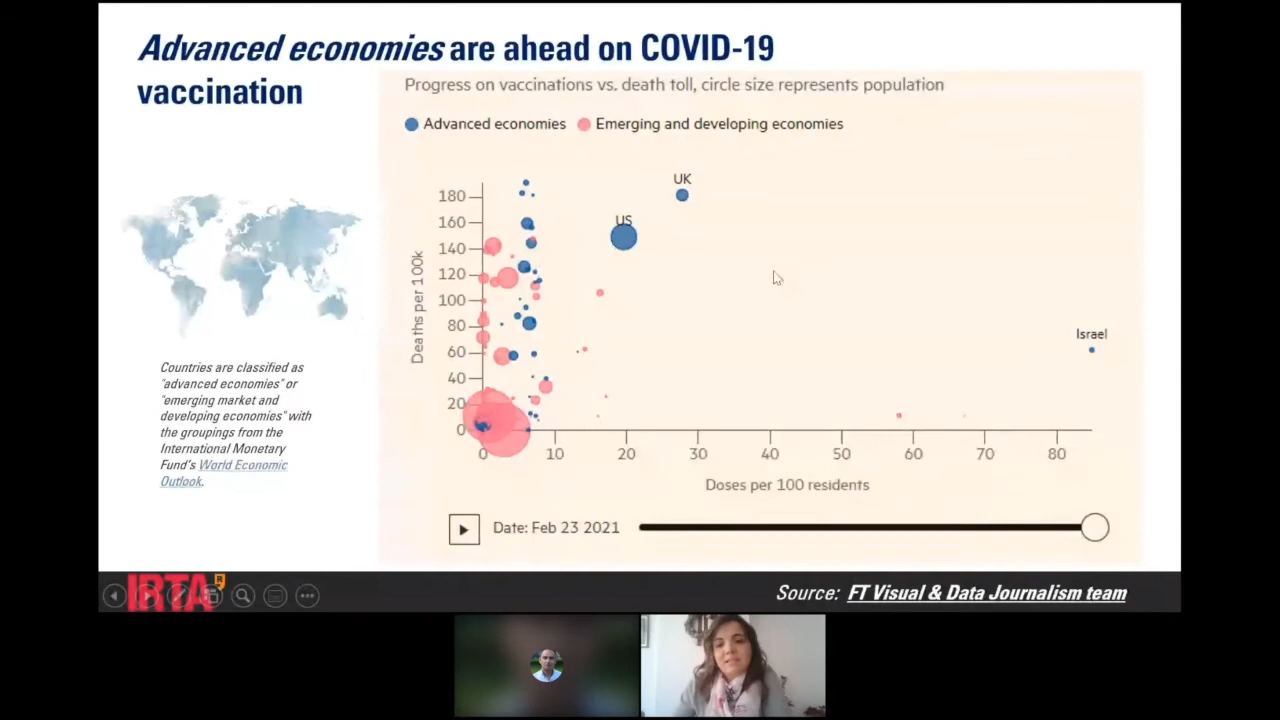 Advanced economies are ahead on COVID-19
vaccination
Progress on vaccinations vs. death toll, circle size represents population
Advanced economies
Emerging and developing economies
UK
US
Israel
Deaths per 100k
180
160
140
120
100
80
60
40
20
0
0 10 20 30 40 50 60 70 80
Doses per 100 residents
Countries are classified as
"advanced economies" or
"emerging market and
developing economies" with
the groupings from the
International Monetary
Fund's World Economic
Outlook.
Date: Feb 23 2021
IRTA
R
Source: FT Visual & Data Journalism team